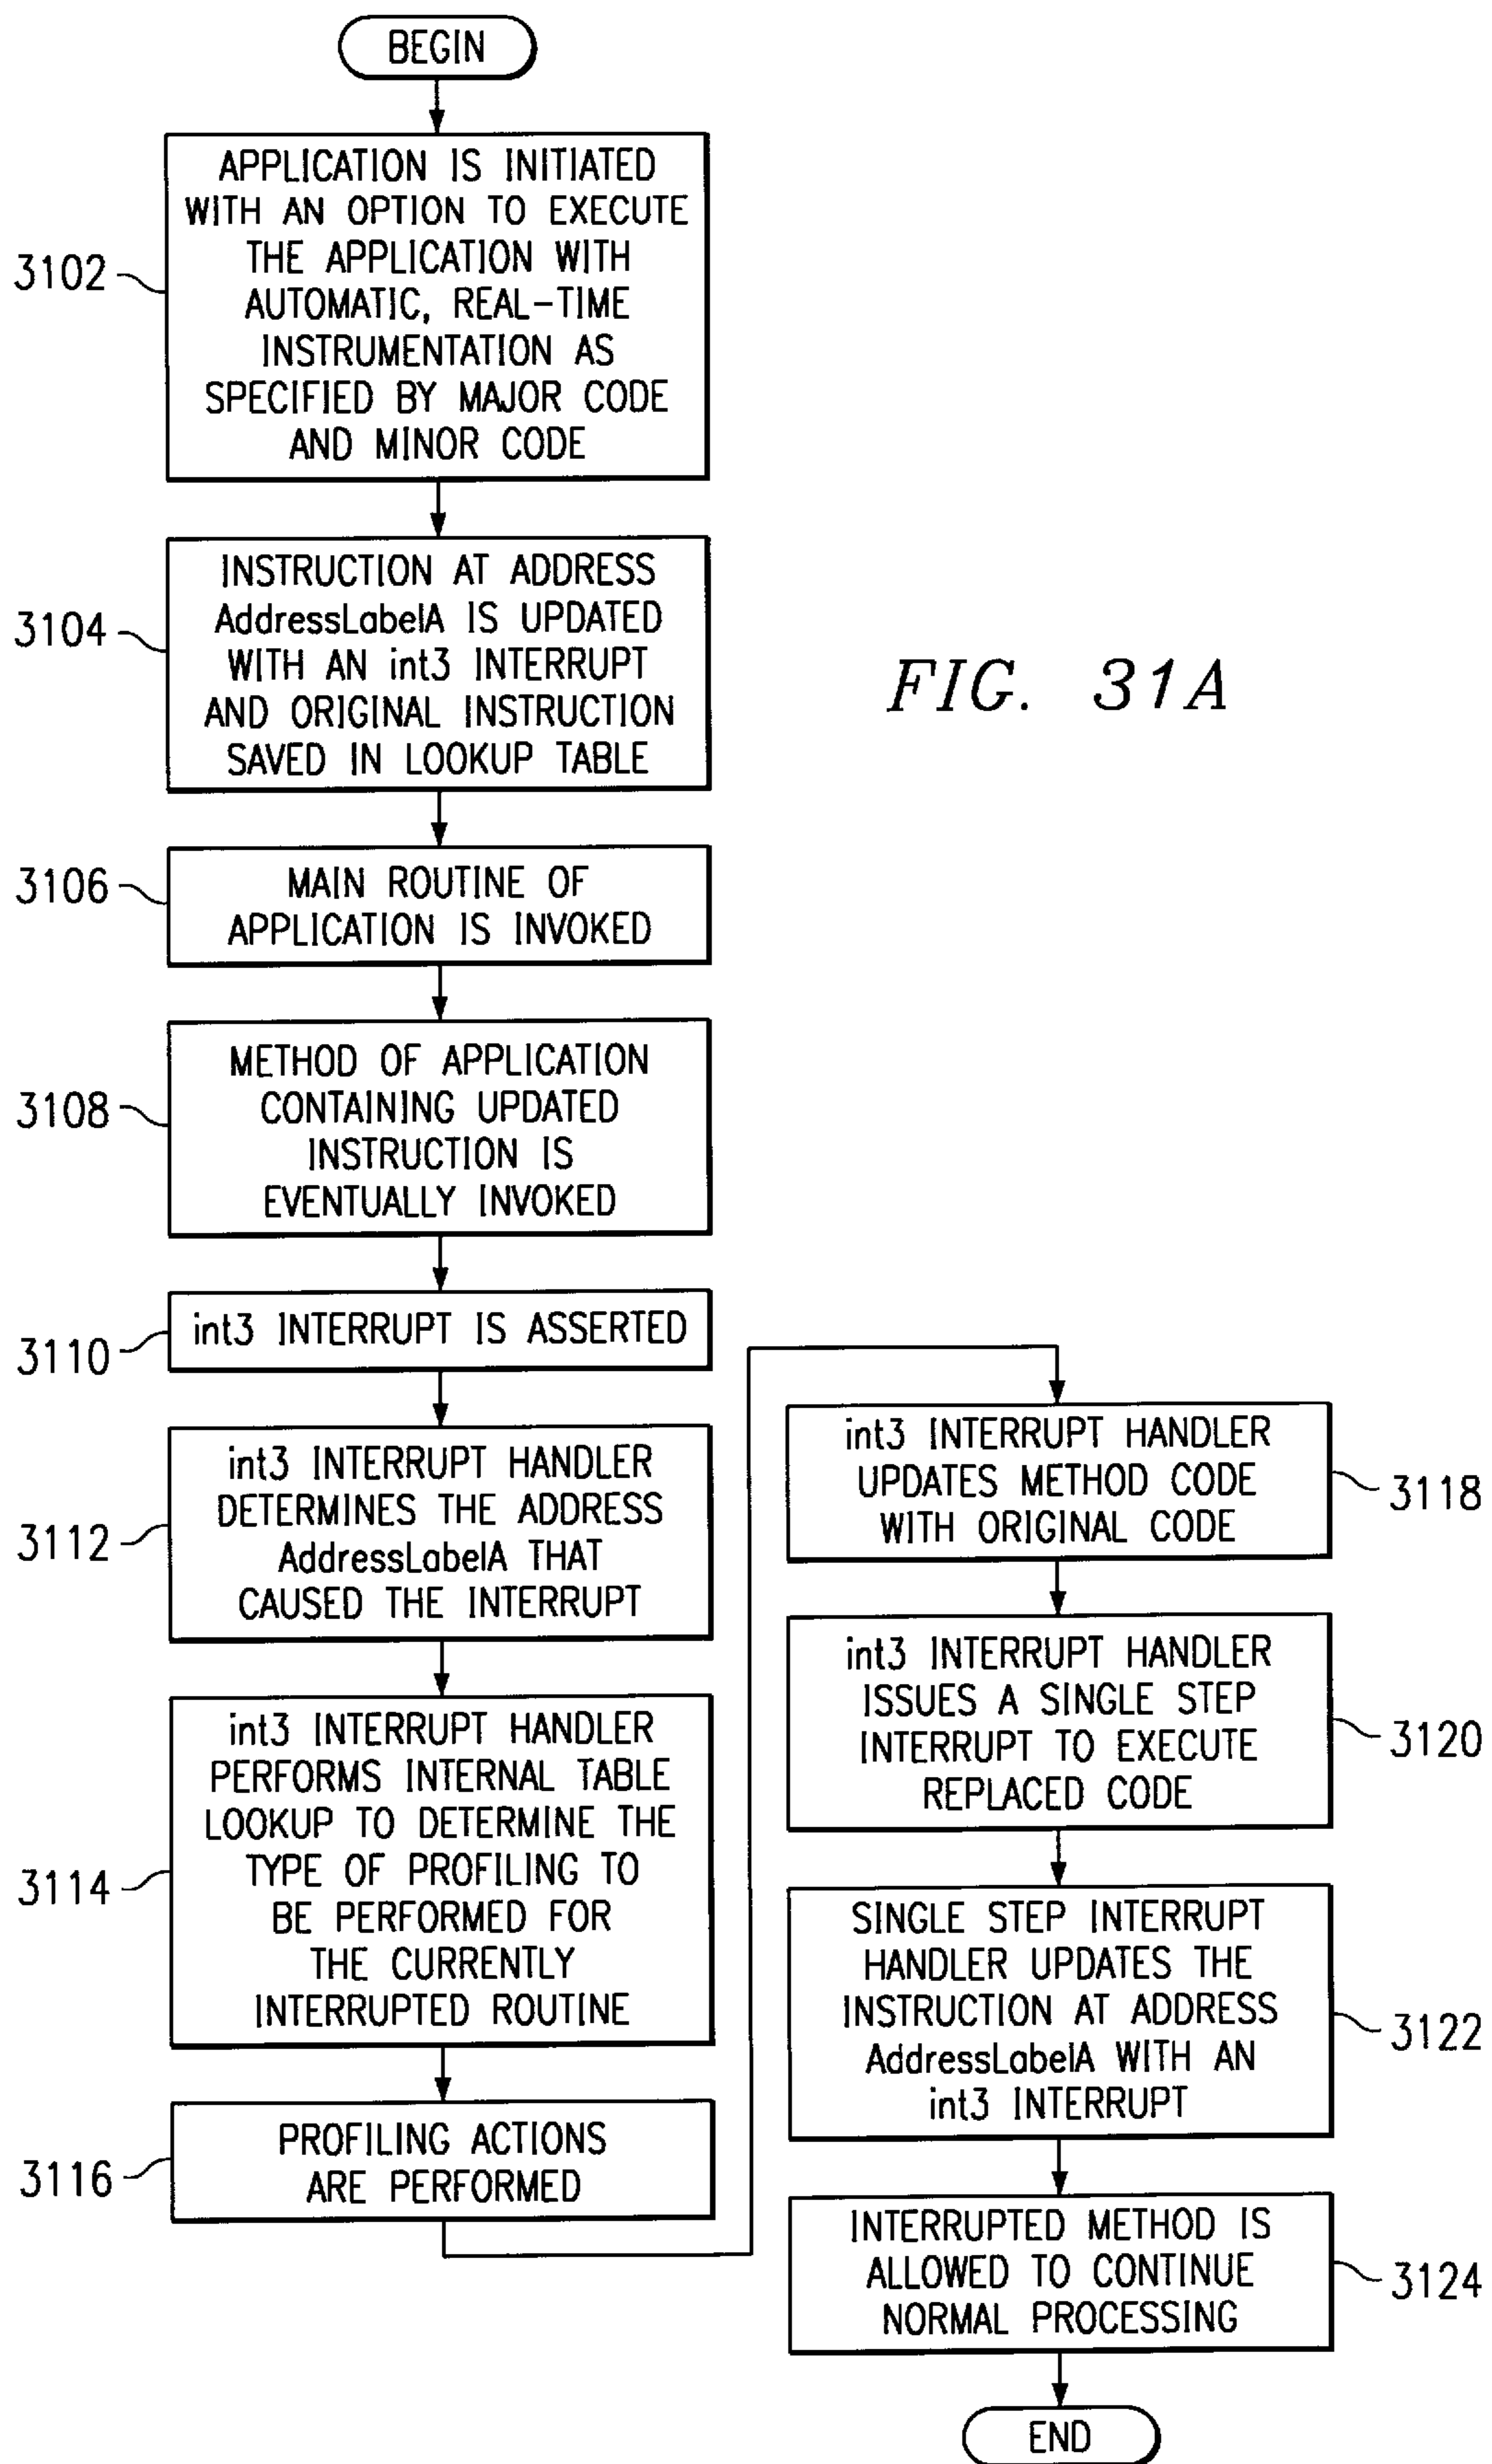 BEGIN
APPLICATION IS INITIATED
WITH AN OPTION TO EXECUTE
THE APPLICATION WITH
AUTOMATIC, REAL-TIME
INSTRUMENTATION AS
SPECIFIED BY MAJOR CODE
AND MINOR CODE
3102
INSTRUCTION AT ADDRESS
AddressLabelA IS UPDATED
WITH AN int3 INTERRUPT
AND ORIGINAL INSTRUCTION
SAVED IN LOOKUP TABLE
3104
FIG. 31A
MAIN ROUTINE OF
APPLICATION IS INVOKED
3106
METHOD OF APPLICATION
CONTAINING UPDATED
INSTRUCTION IS
EVENTUALLY INVOKED
3108
int3 INTERRUPT IS ASSERTED
3110
int3 INTERRUPT HANDLER
DETERMINES THE ADDRESS
AddressLabelA THAT
CAUSED THE INTERRUPT
3112
int3 INTERRUPT HANDLER
PERFORMS INTERNAL TABLE
LOOKUP TO DETERMINE THE
TYPE OF PROFILING TO
BE PERFORMED FOR
THE CURRENTLY
INTERRUPTED ROUTINE
3114
PROFILING ACTIONS
ARE PERFORMED
3116
int3 INTERRUPT HANDLER
UPDATES METHOD CODE
WITH ORIGINAL CODE
3118
int3 INTERRUPT HANDLER
ISSUES A SINGLE STEP
INTERRUPT TO EXECUTE
REPLACED CODE
3120
SINGLE STEP INTERRUPT
HANDLER UPDATES THE
INSTRUCTION AT ADDRESS
AddressLabelA WITH AN
int3 INTERRUPT
3122
INTERRUPTED METHOD IS
ALLOWED TO CONTINUE
NORMAL PROCESSING
3124
END